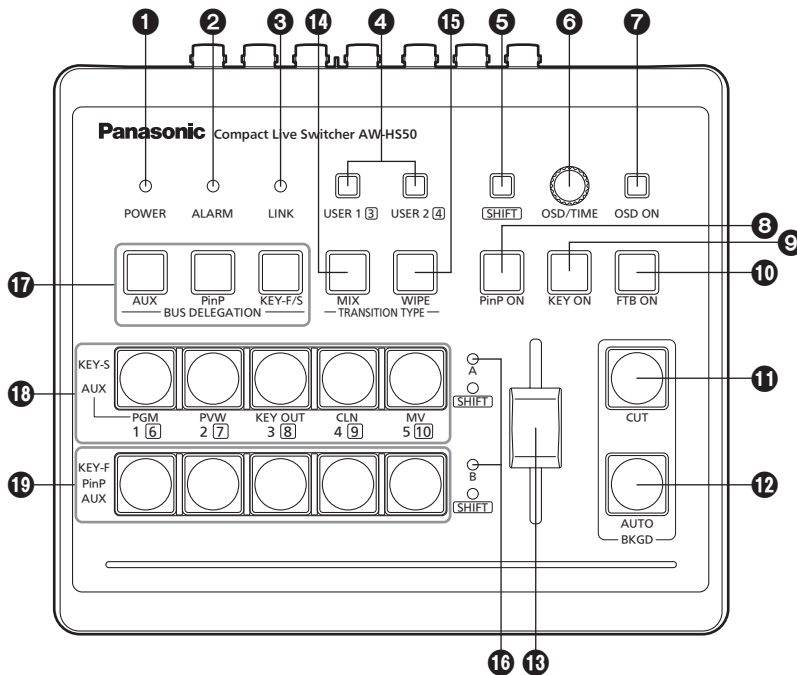 1 2 3 14 4 15 5 6 7
Panasonic Compact Live Switcher AW-HS50
POWER ALARM LINK USER 1 3 USER 2 4 SHIFT OSD/TIME OSD ON
8
9
17 10
AUX PinP KEY-F/S MIX WIPE PinP ON KEY ON FTB ON
BUS DELEGATION TRANSITION TYPE
KEY-S A
18 AUX 11
SHIFT
PGM PVW KEY OUT CLN MV CUT
1 6 2 7 3 8 4 9 5 10
KEY-F B
19 PinP 12
AUX SHIFT
AUTO
BKGD
16 13